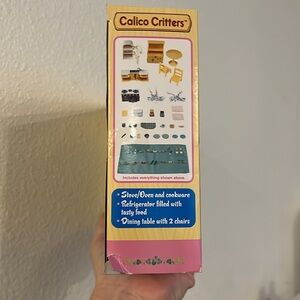 Calico Critters™
Includes everything shown above
• Stove/Oven and cookware
• Refrigerator filled with
tasty food
• Dining table with 2 chairs